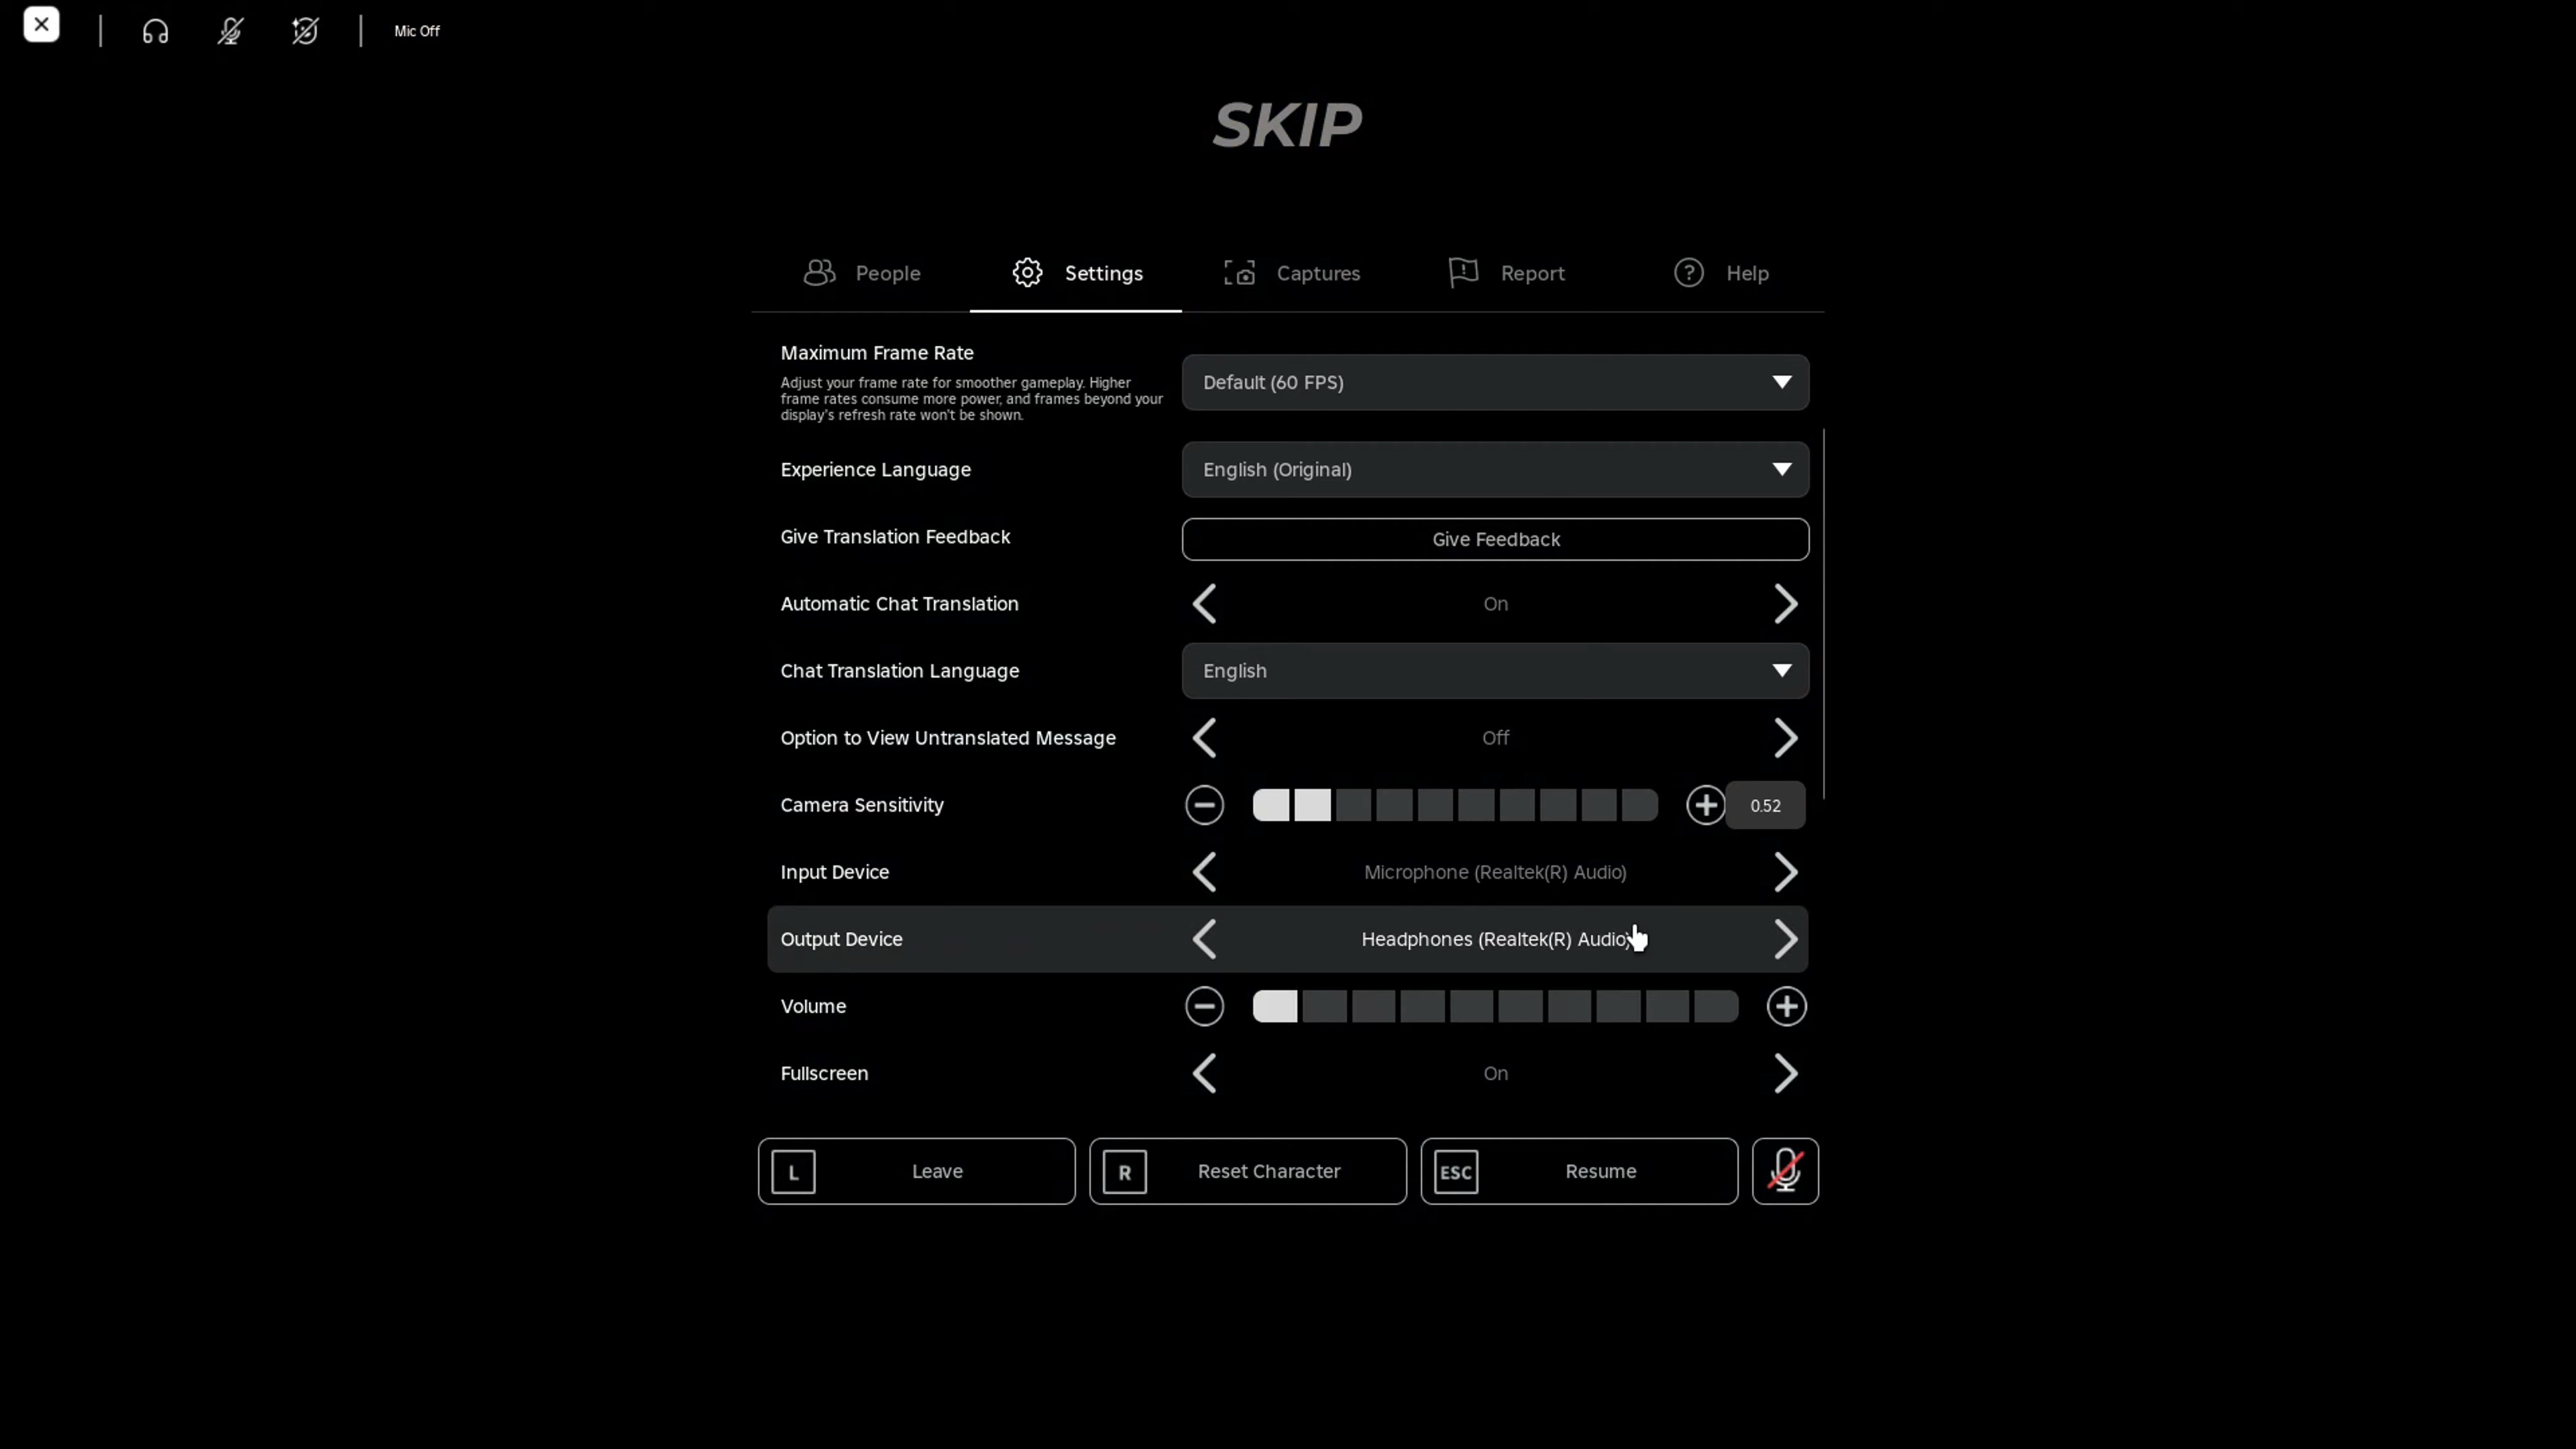 Mic Off
SKIP
People
Settings
Captures
Report
Help
Maximum Frame Rate
Adjust your frame rate for smoother gameplay. Higher
frame rates consume more power, and frames beyond your
display's refresh rate won't be shown.
Default (60 FPS)
Experience Language
English (Original)
Give Translation Feedback
Give Feedback
Automatic Chat Translation
On
Chat Translation Language
English
Option to View Untranslated Message
Off
Camera Sensitivity
0.52
Input Device
Microphone (Realtek(R) Audio)
Output Device
Headphones (Realtek(R) Audio)
Volume
Fullscreen
On
L
Leave
R
Reset Character
ESC
Resume